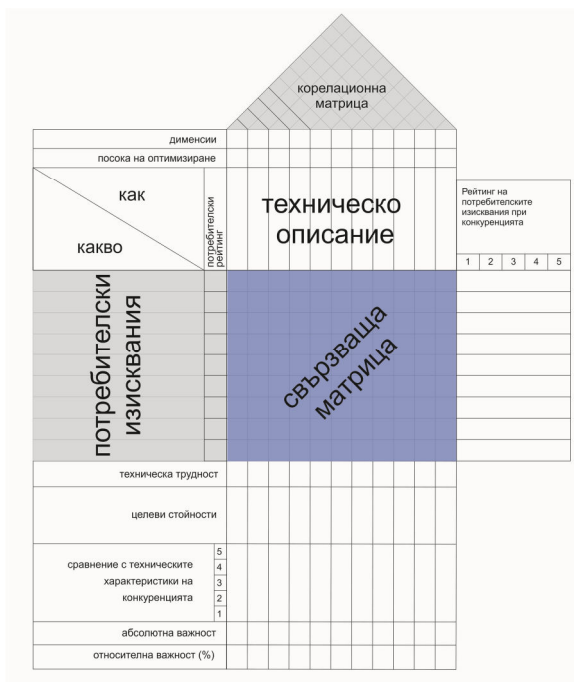 корелационна
матрица
дименсии
посока на оптимизиране
как
какво
потребителски
рейтинг
техническо
описание
Рейтинг на
потребителските
изисквания при
конкуренцията
1 2 3 4 5
потребителски
изисквания
свързваща
матрица
техническа трудност
целеви стойности
сравнение с техническите
характеристики на
конкуренцията
5
4
3
2
1
абсолютна важност
относителна важност (%)